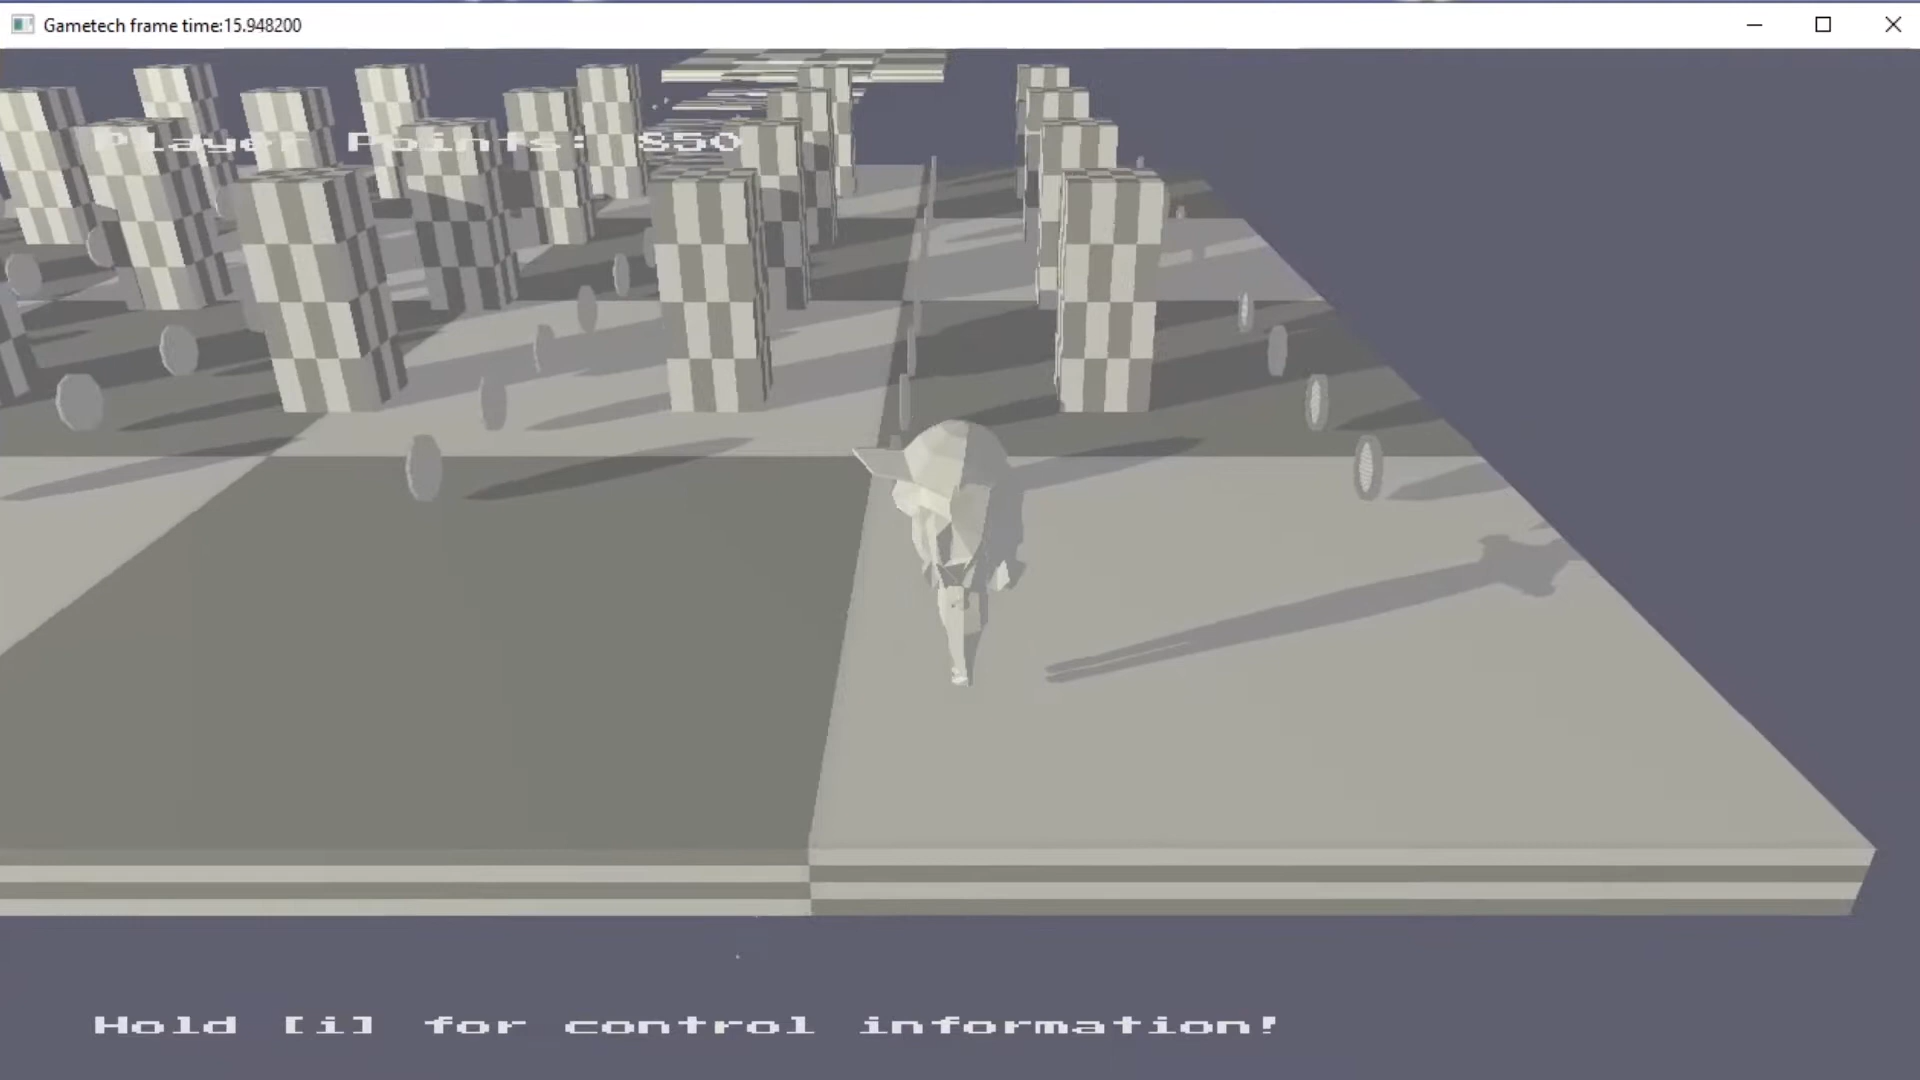 Gametech frame time:15.948200
Player Points: 850
Hold [i] for control information!